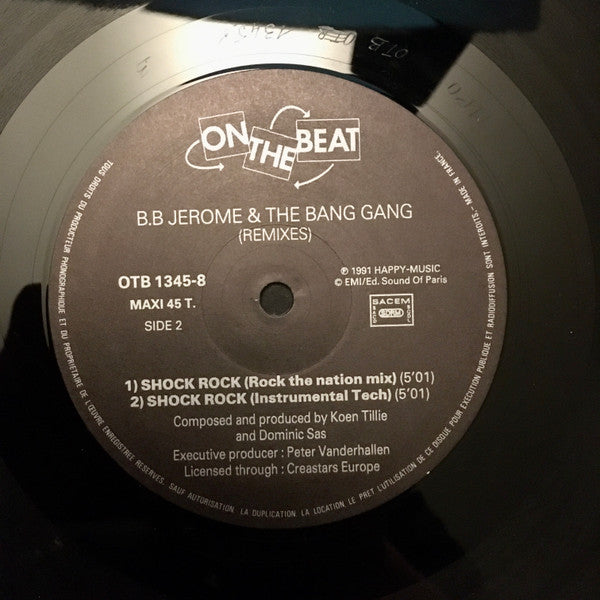 ON THE BEAT
B.B JEROME & THE BANG GANG
(REMIXES)
OTB 1345-8
MAXI 45 T.
SIDE 2
℗ 1991 HAPPY-MUSIC
© EMI/Ed. Sound Of Paris
SACEM
SDRM
1) SHOCK ROCK (Rock the nation mix) (5'01)
2) SHOCK ROCK (Instrumental Tech) (5'01)
Composed and produced by Koen Tillie
and Dominic Sas
Executive producer : Peter Vanderhallen
Licensed through : Creastars Europe
TOUS DROITS DU PRODUCTEUR PHONOGRAPHIQUE ET DU PROPRIETAIRE DE L'ŒUVRE ENREGISTREE RESERVES. SAUF AUTORISATION, LA DUPLICATION, LA LOCATION, LE PRET, L'UTILISATION DE CE DISQUE POUR EXECUTION PUBLIQUE ET RADIODIFFUSION SONT INTERDITS - MADE IN FRANCE.